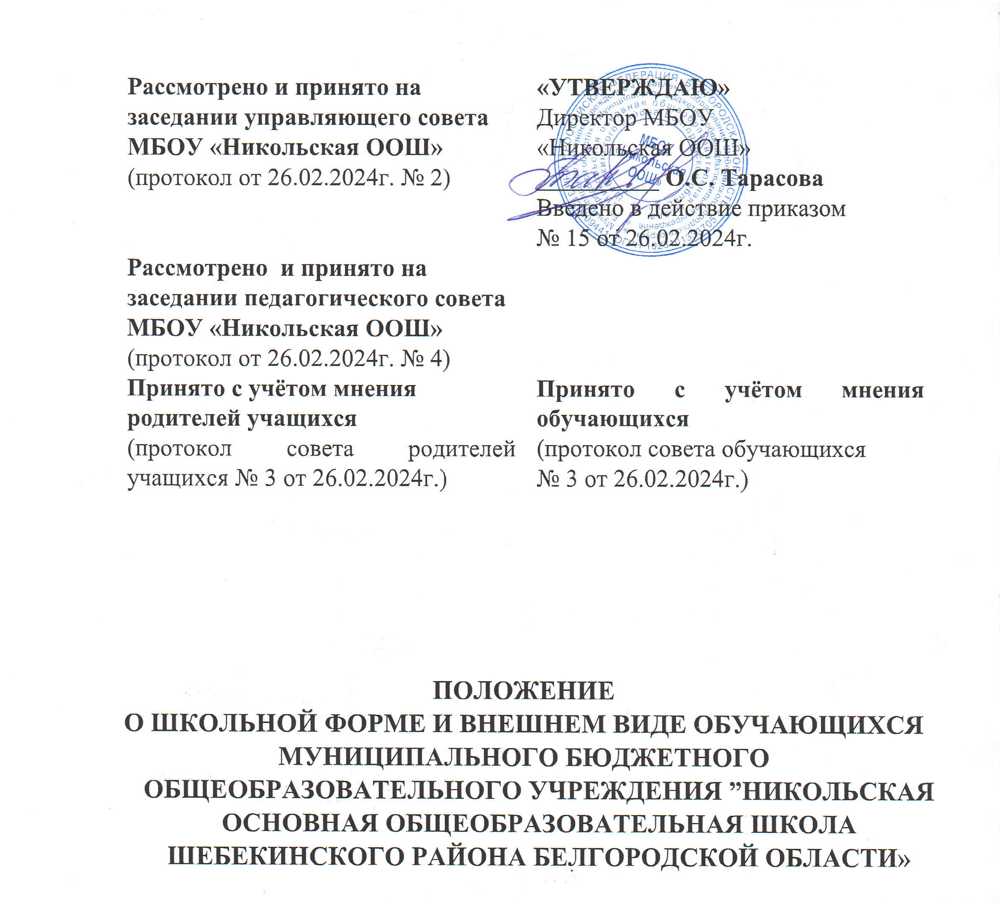 Рассмотрено и принято на
заседании управляющего совета
МБОУ «Никольская ООШ»
(протокол от 26.02.2024г. № 2)
«УТВЕРЖДАЮ»
Директор МБОУ
«Никольская ООШ»
__________ О.С. Тарасова
Введено в действие приказом
№ 15 от 26.02.2024г.
МБОУ
«Никольская
ООШ»
Рассмотрено и принято на
заседании педагогического совета
МБОУ «Никольская ООШ»
(протокол от 26.02.2024г. № 4)
Принято с учётом мнения
родителей учащихся
(протокол совета родителей
учащихся № 3 от 26.02.2024г.)
Принято с учётом мнения
обучающихся
(протокол совета обучающихся
№ 3 от 26.02.2024г.)
ПОЛОЖЕНИЕ
О ШКОЛЬНОЙ ФОРМЕ И ВНЕШНЕМ ВИДЕ ОБУЧАЮЩИХСЯ
МУНИЦИПАЛЬНОГО БЮДЖЕТНОГО
ОБЩЕОБРАЗОВАТЕЛЬНОГО УЧРЕЖДЕНИЯ ”НИКОЛЬСКАЯ
ОСНОВНАЯ ОБЩЕОБРАЗОВАТЕЛЬНАЯ ШКОЛА
ШЕБЕКИНСКОГО РАЙОНА БЕЛГОРОДСКОЙ ОБЛАСТИ»